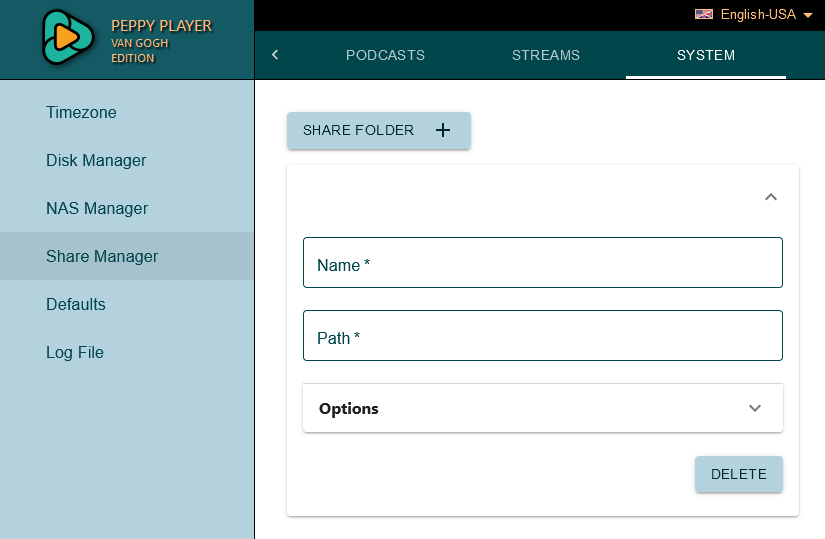 PEPPY PLAYER
VAN GOGH
EDITION
English-USA
PODCASTS
STREAMS
SYSTEM
Timezone
Disk Manager
NAS Manager
Share Manager
Defaults
Log File
SHARE FOLDER
Name *
Path *
Options
DELETE